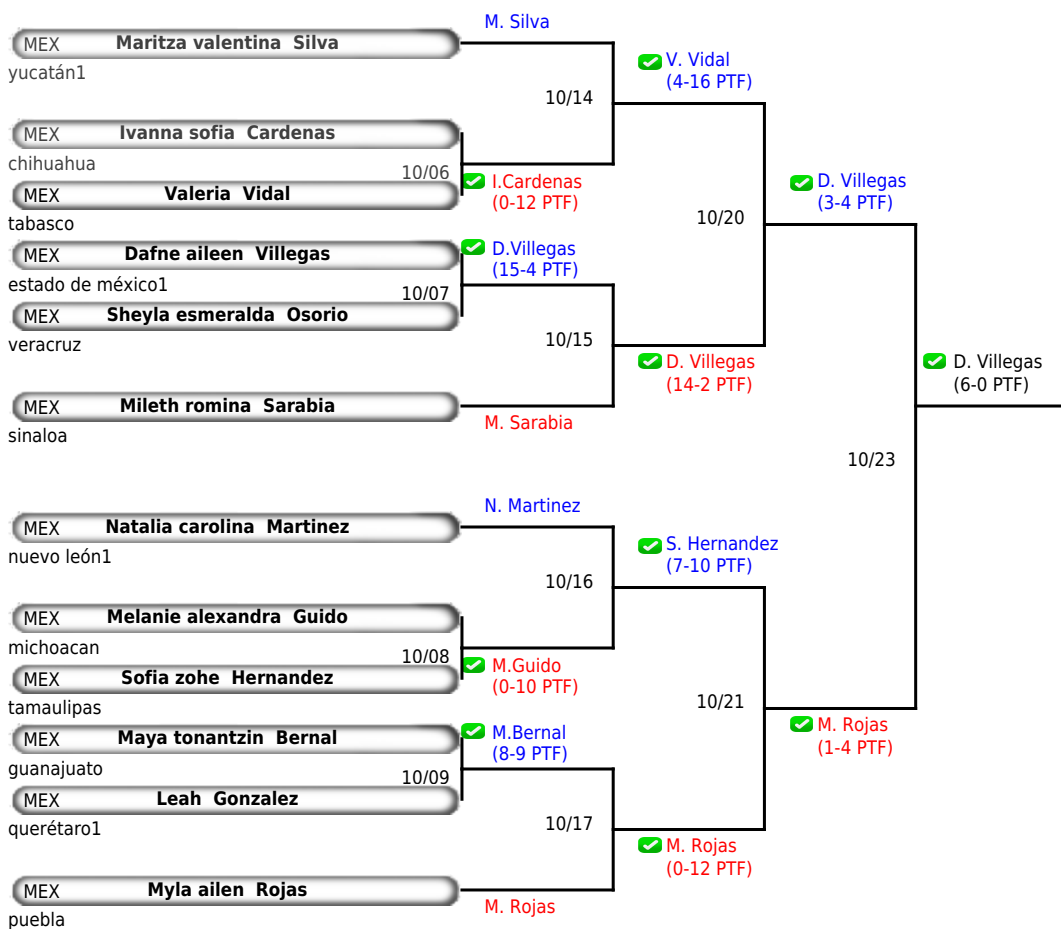 M. Silva
MEX Maritza valentina Silva
yucatán1
V. Vidal
(4-16 PTF)
10/14
MEX Ivanna sofia Cardenas
chihuahua
10/06
I.Cardenas
(0-12 PTF)
MEX Valeria Vidal
tabasco
D. Villegas
(3-4 PTF)
10/20
MEX Dafne aileen Villegas
estado de méxico1
D.Villegas
(15-4 PTF)
10/07
MEX Sheyla esmeralda Osorio
veracruz
10/15
D. Villegas
(14-2 PTF)
D. Villegas
(6-0 PTF)
MEX Mileth romina Sarabia
sinaloa
M. Sarabia
10/23
N. Martinez
MEX Natalia carolina Martinez
nuevo león1
S. Hernandez
(7-10 PTF)
10/16
MEX Melanie alexandra Guido
michoacan
10/08
M.Guido
(0-10 PTF)
MEX Sofia zohe Hernandez
tamaulipas
10/21
M. Rojas
(1-4 PTF)
MEX Maya tonantzin Bernal
guanajuato
M.Bernal
(8-9 PTF)
10/09
MEX Leah Gonzalez
querétaro1
10/17
M. Rojas
(0-12 PTF)
MEX Myla ailen Rojas
puebla
M. Rojas